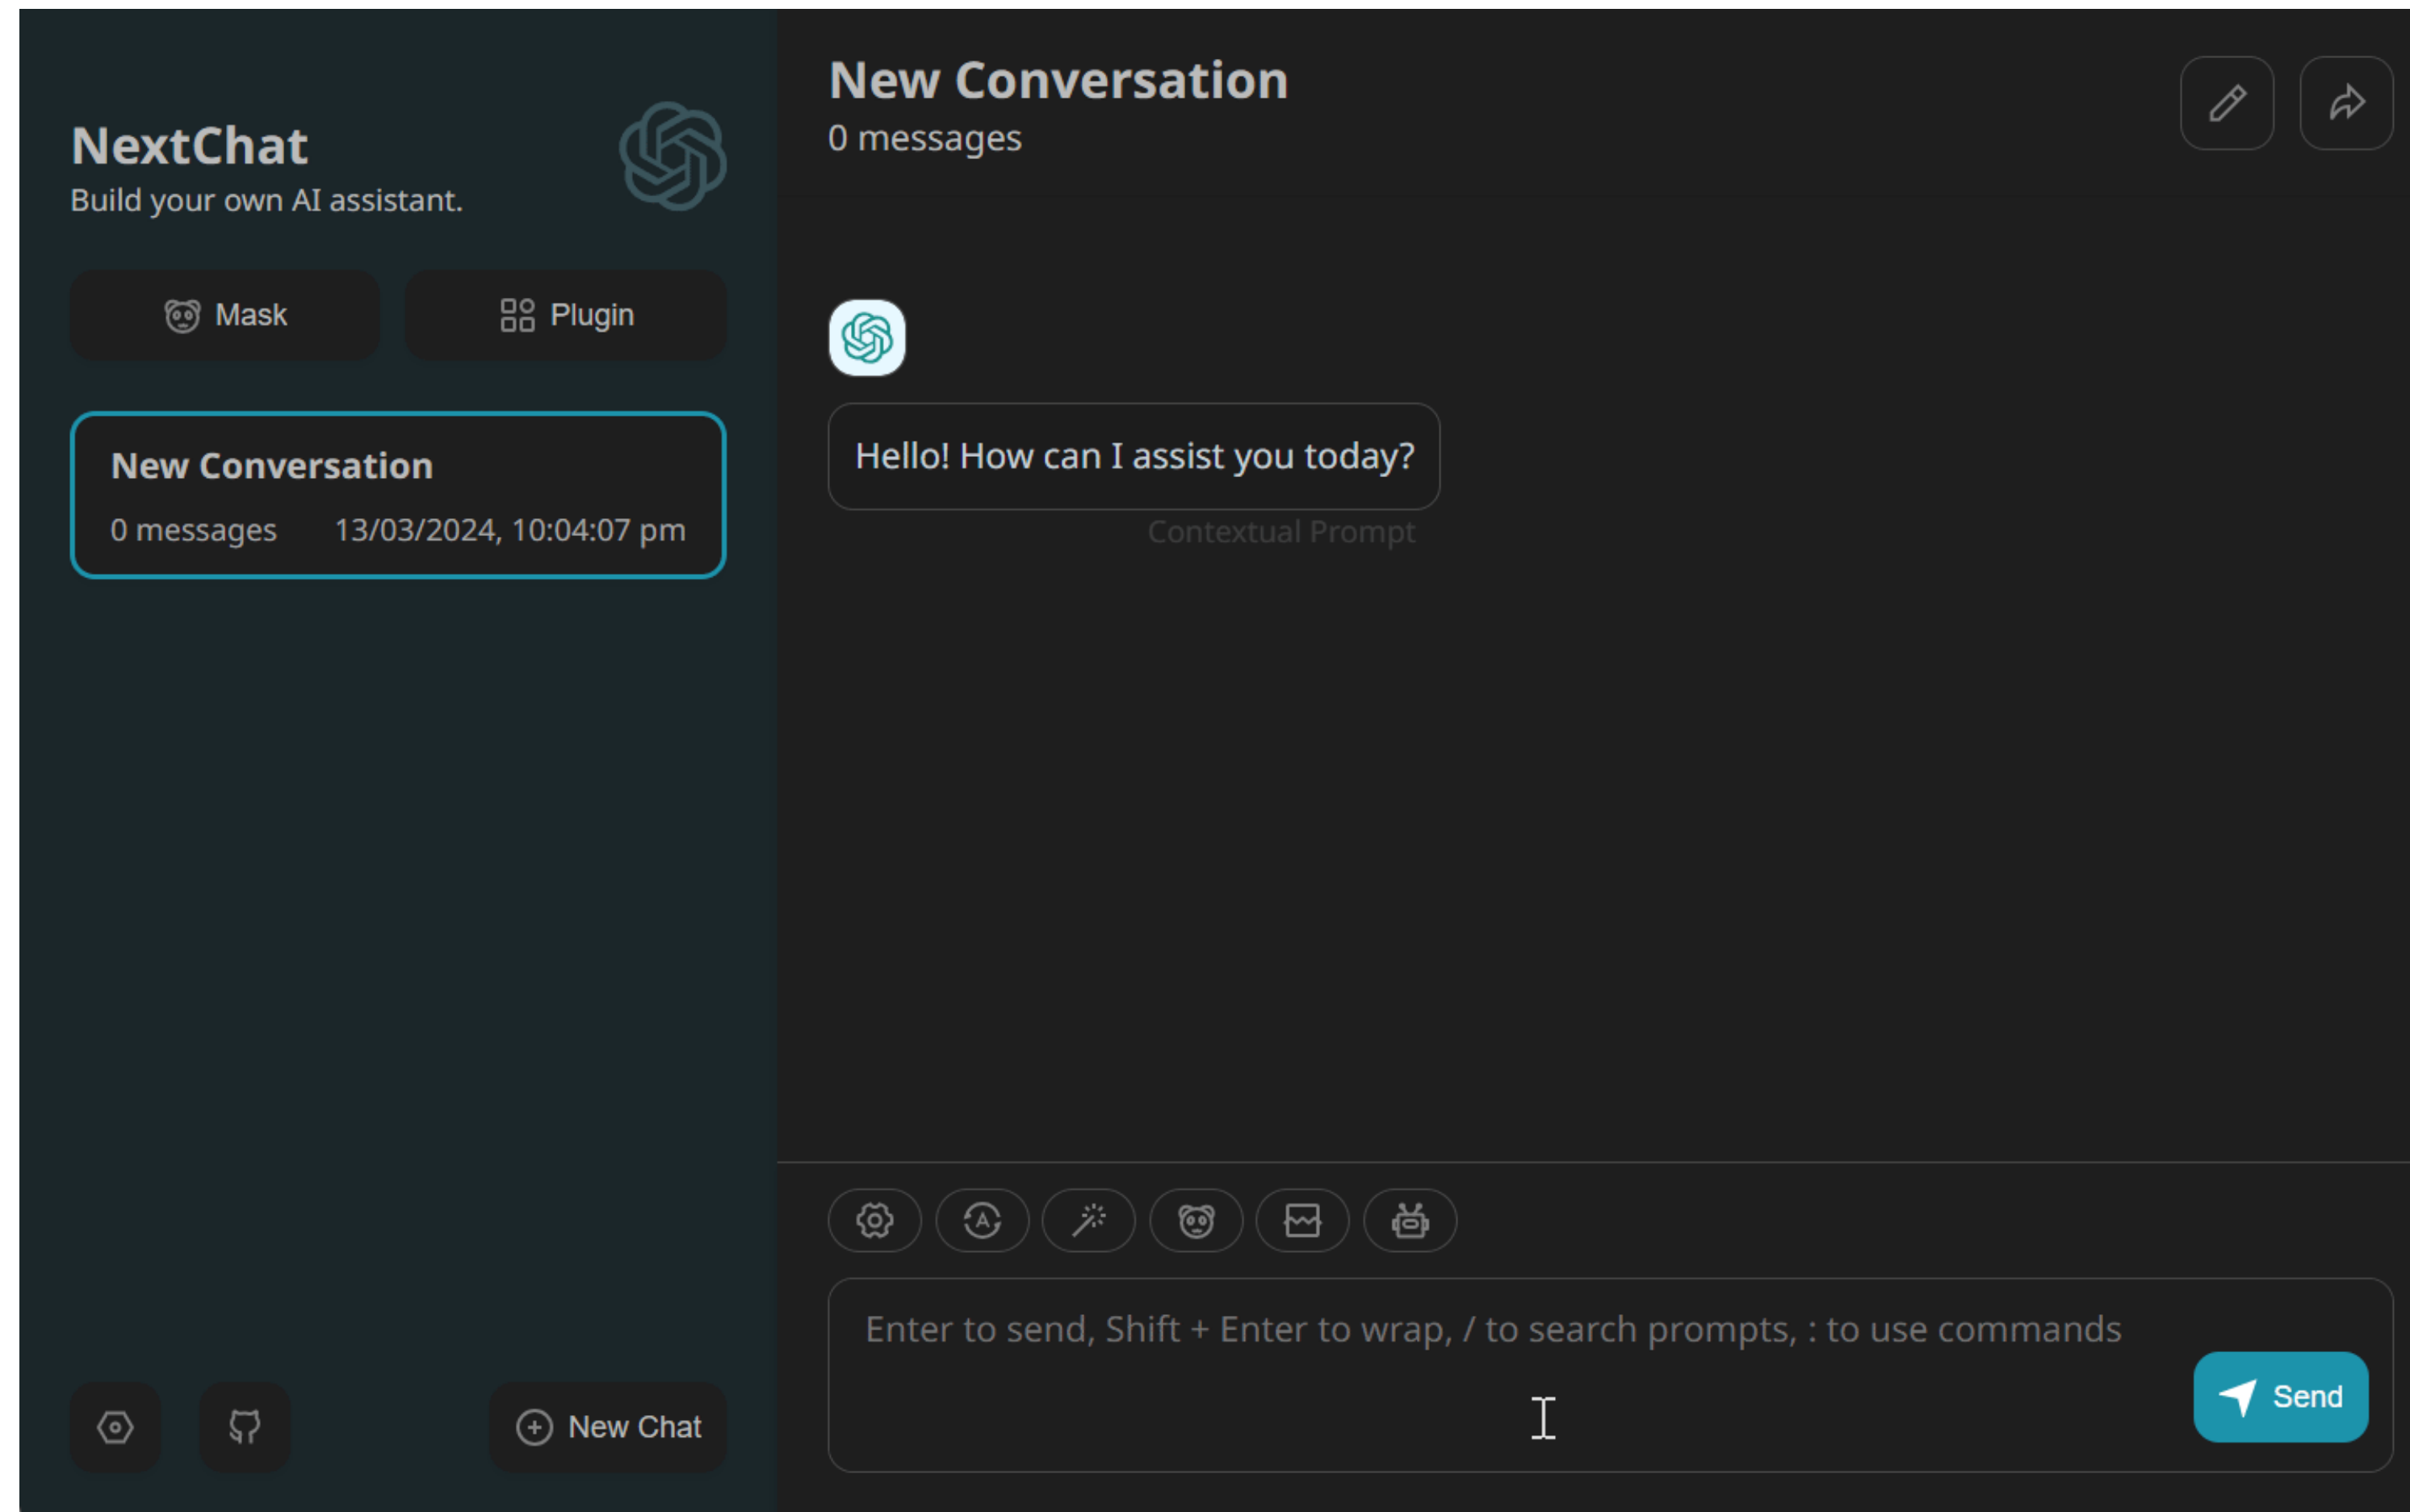 NextChat
Build your own AI assistant.
Mask
Plugin
New Conversation
0 messages 13/03/2024, 10:04:07 pm
New Chat
New Conversation
0 messages
Hello! How can I assist you today?
Contextual Prompt
A
Enter to send, Shift + Enter to wrap, / to search prompts, : to use commands
Send